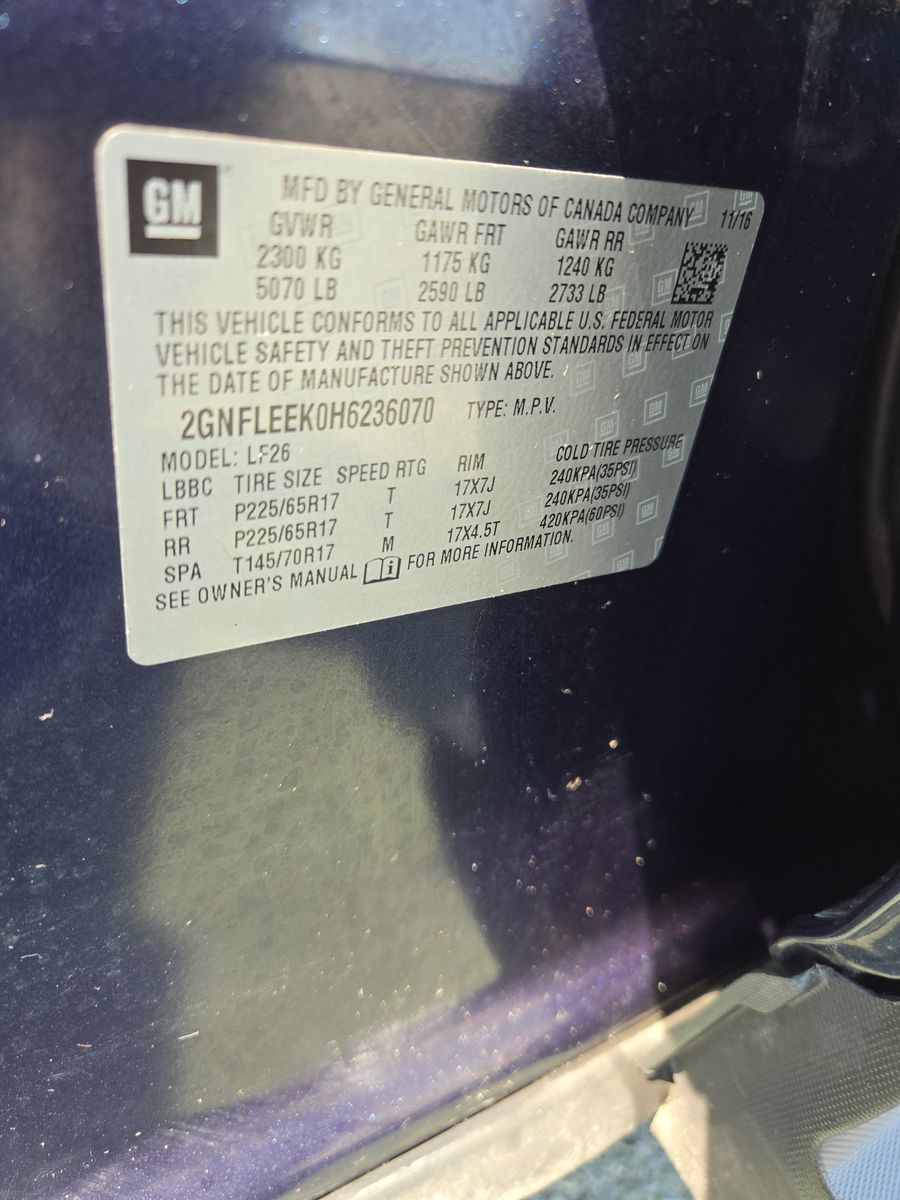 GM
MFD BY GENERAL MOTORS OF CANADA COMPANY 11/16
GVWR GAWR FRT GAWR RR
2300 KG 1175 KG 1240 KG
5070 LB 2590 LB 2733 LB
THIS VEHICLE CONFORMS TO ALL APPLICABLE U.S. FEDERAL MOTOR
VEHICLE SAFETY AND THEFT PREVENTION STANDARDS IN EFFECT ON
THE DATE OF MANUFACTURE SHOWN ABOVE.
2GNFLEEK0H6236070 TYPE: M.P.V.
MODEL: LF26
LBBC TIRE SIZE SPEED RTG RIM COLD TIRE PRESSURE
FRT P225/65R17 T 17X7J 240KPA(35PSI)
RR P225/65R17 T 17X7J 240KPA(35PSI)
SPA T145/70R17 M 17X4.5T 420KPA(60PSI)
SEE OWNER'S MANUAL FOR MORE INFORMATION.